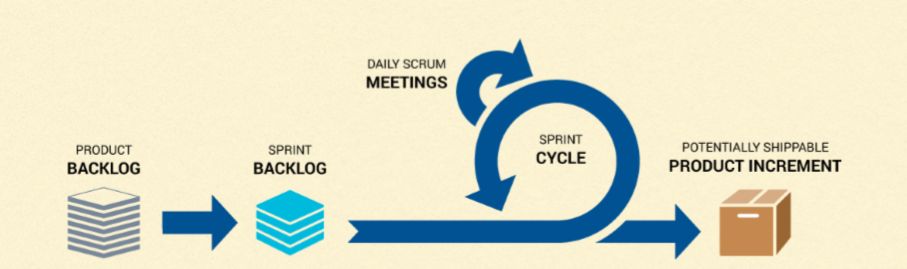 DAILY SCRUM
MEETINGS
PRODUCT
BACKLOG
SPRINT
BACKLOG
SPRINT
CYCLE
POTENTIALLY SHIPPABLE
PRODUCT INCREMENT